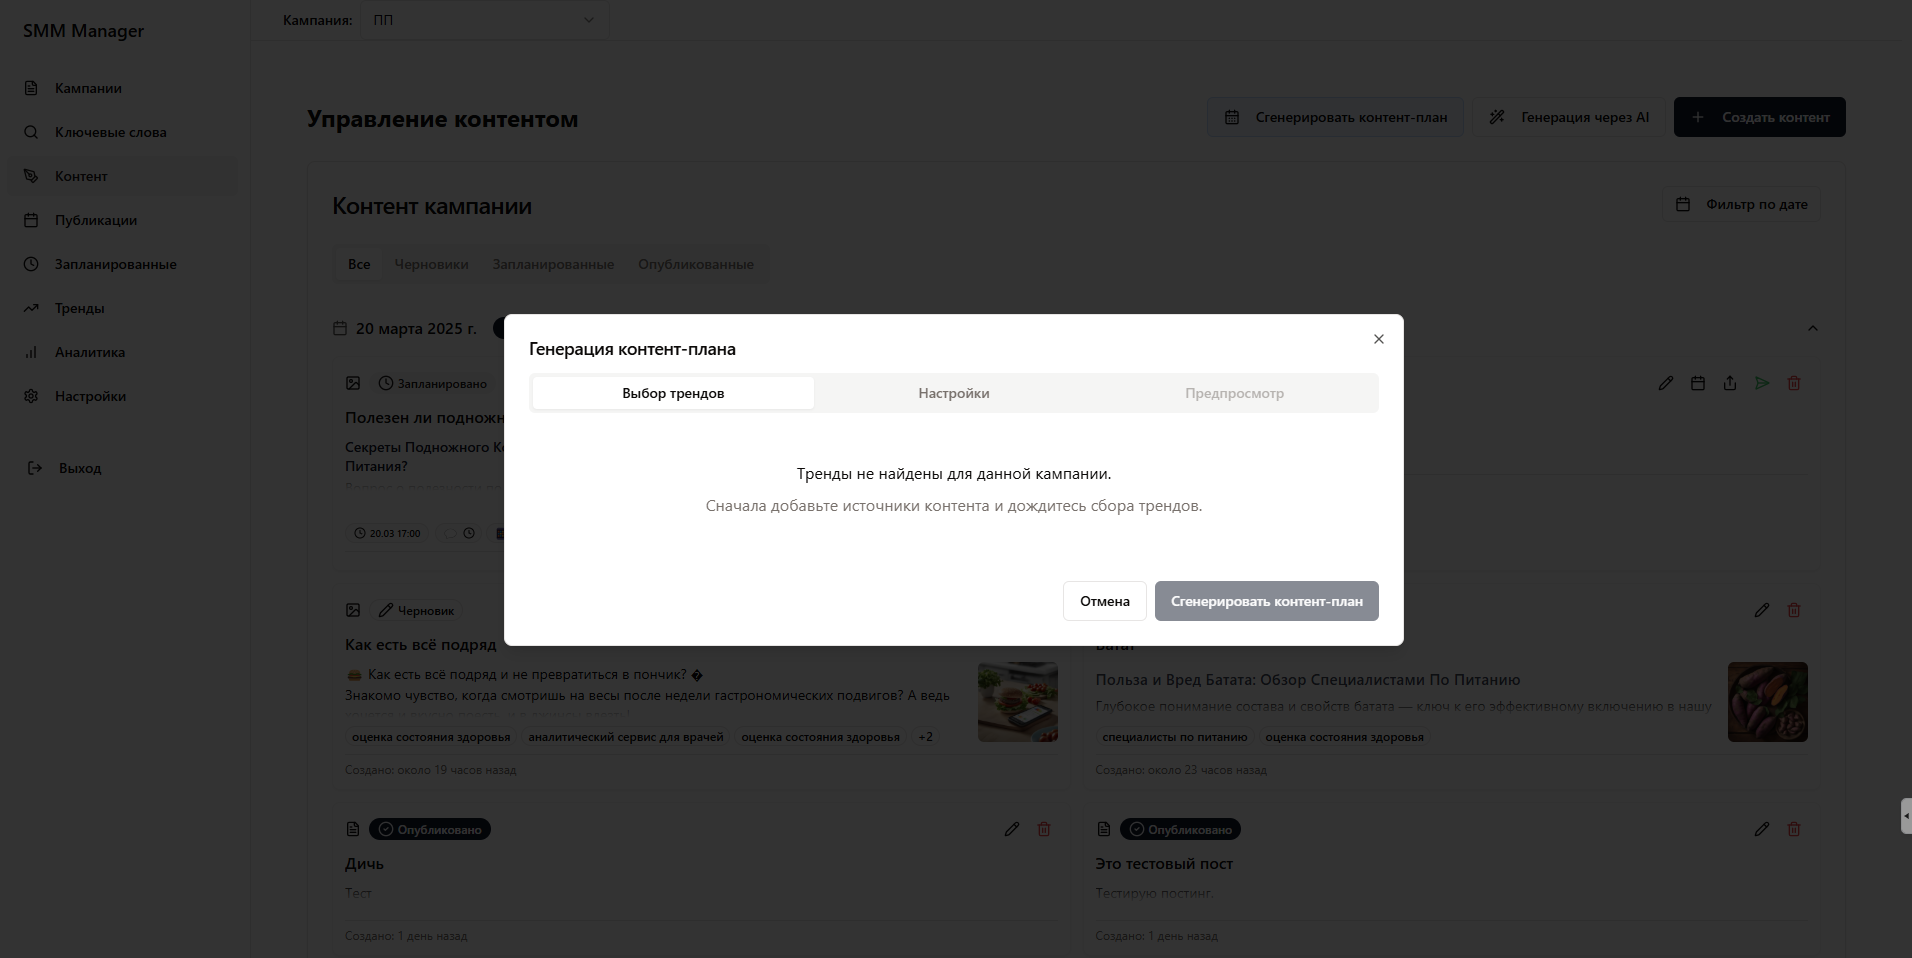 SMM Manager
Кампания:
ПП
Кампании
Ключевые слова
Контент
Публикации
Запланированные
Тренды
Аналитика
Настройки
Выход
Управление контентом
Сгенерировать контент-план
Генерация через AI
Создать контент
Контент кампании
Фильтр по дате
Все
Черновики
Запланированные
Опубликованные
20 марта 2025 г.
Запланировано
Полезен ли подножн
Секреты Подножного К
Питания?
20.03 17:00
Генерация контент-плана
Выбор трендов
Настройки
Предпросмотр
Тренды не найдены для данной кампании.
Сначала добавьте источники контента и дождитесь сбора трендов.
Отмена
Сгенерировать контент-план
Черновик
Как есть всё подряд
🍔 Как есть всё подряд и не превратиться в пончик? �
Знакомо чувство, когда смотришь на весы после недели гастрономических подвигов? А ведь
оценка состояния здоровья
аналитический сервис для врачей
оценка состояния здоровья
+2
Создано: около 19 часов назад
Батат
Польза и Вред Батата: Обзор Специалистами По Питанию
Глубокое понимание состава и свойств батата — ключ к его эффективному включению в нашу
специалисты по питанию
оценка состояния здоровья
Создано: около 23 часов назад
Опубликовано
Дичь
Тест
Создано: 1 день назад
Опубликовано
Это тестовый пост
Тестирую постинг.
Создано: 1 день назад